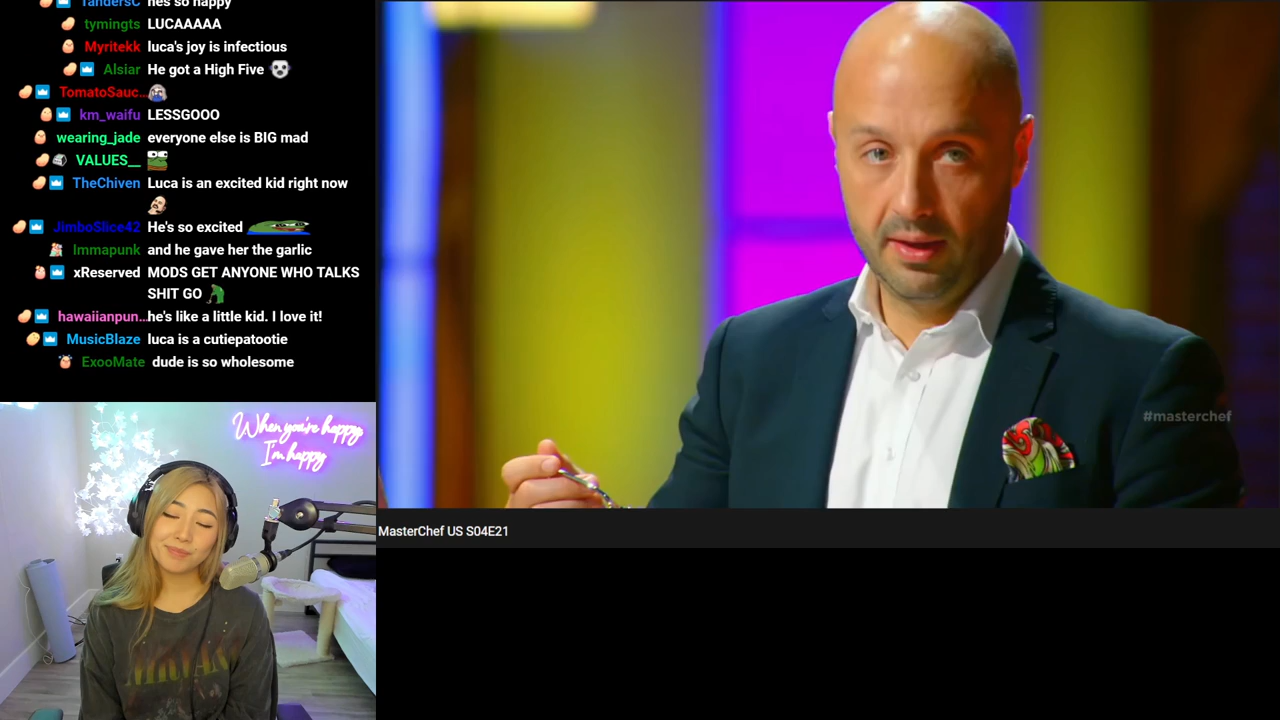 TandersC hes so happy
tymingts LUCAAAAA
Myritekk luca's joy is infectious
Alsiar He got a High Five
TomatoSauc...
km_waifu LESSGOOO
wearing_jade everyone else is BIG mad
VALUES__
TheChiven Luca is an excited kid right now
JimboSlice42 He's so excited
Immapunk and he gave her the garlic
xReserved MODS GET ANYONE WHO TALKS
SHIT GO
hawaiianpun... he's like a little kid. I love it!
MusicBlaze luca is a cutiepatootie
ExooMate dude is so wholesome
#masterchef
When you're happy
I'm happy
MasterChef US S04E21
NIRVANA